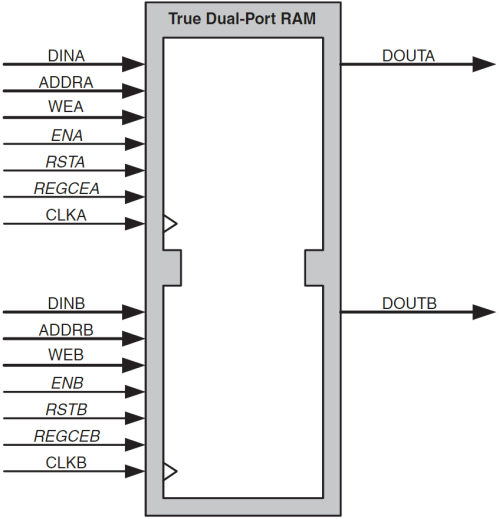 True Dual-Port RAM
DINA
DOUTA
ADDRA
WEA
ENA
RSTA
REGCEA
CLKA
DINB
DOUTB
ADDRB
WEB
ENB
RSTB
REGCEB
CLKB